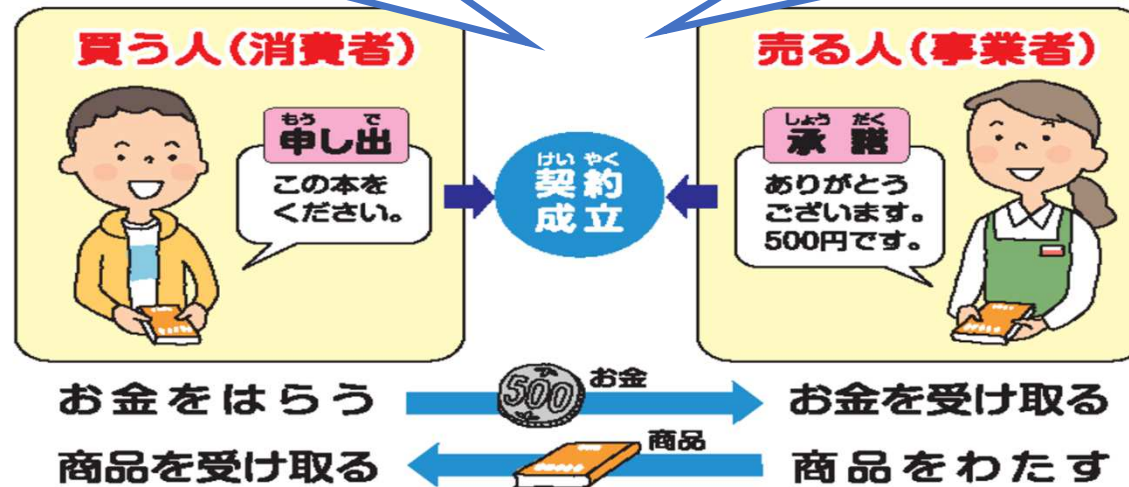 買う人(消費者)
もう で
申し出
この本を
ください。
けい やく
契約
成立
売る人(事業者)
しょう だく
承諾
ありがとう
ございます。
500円です。
お金をはらう
500
お金
お金を受け取る
商品を受け取る
商品
商品をわたす